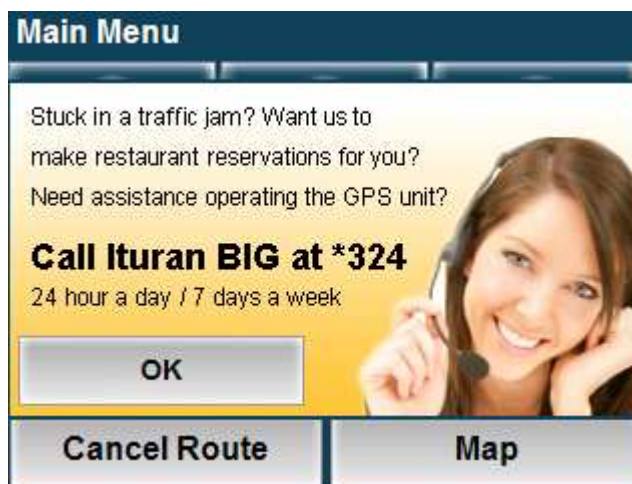 Main Menu
Stuck in a traffic jam? Want us to
make restaurant reservations for you?
Need assistance operating the GPS unit?
Call Ituran BIG at *324
24 hour a day / 7 days a week
OK
Cancel Route
Map